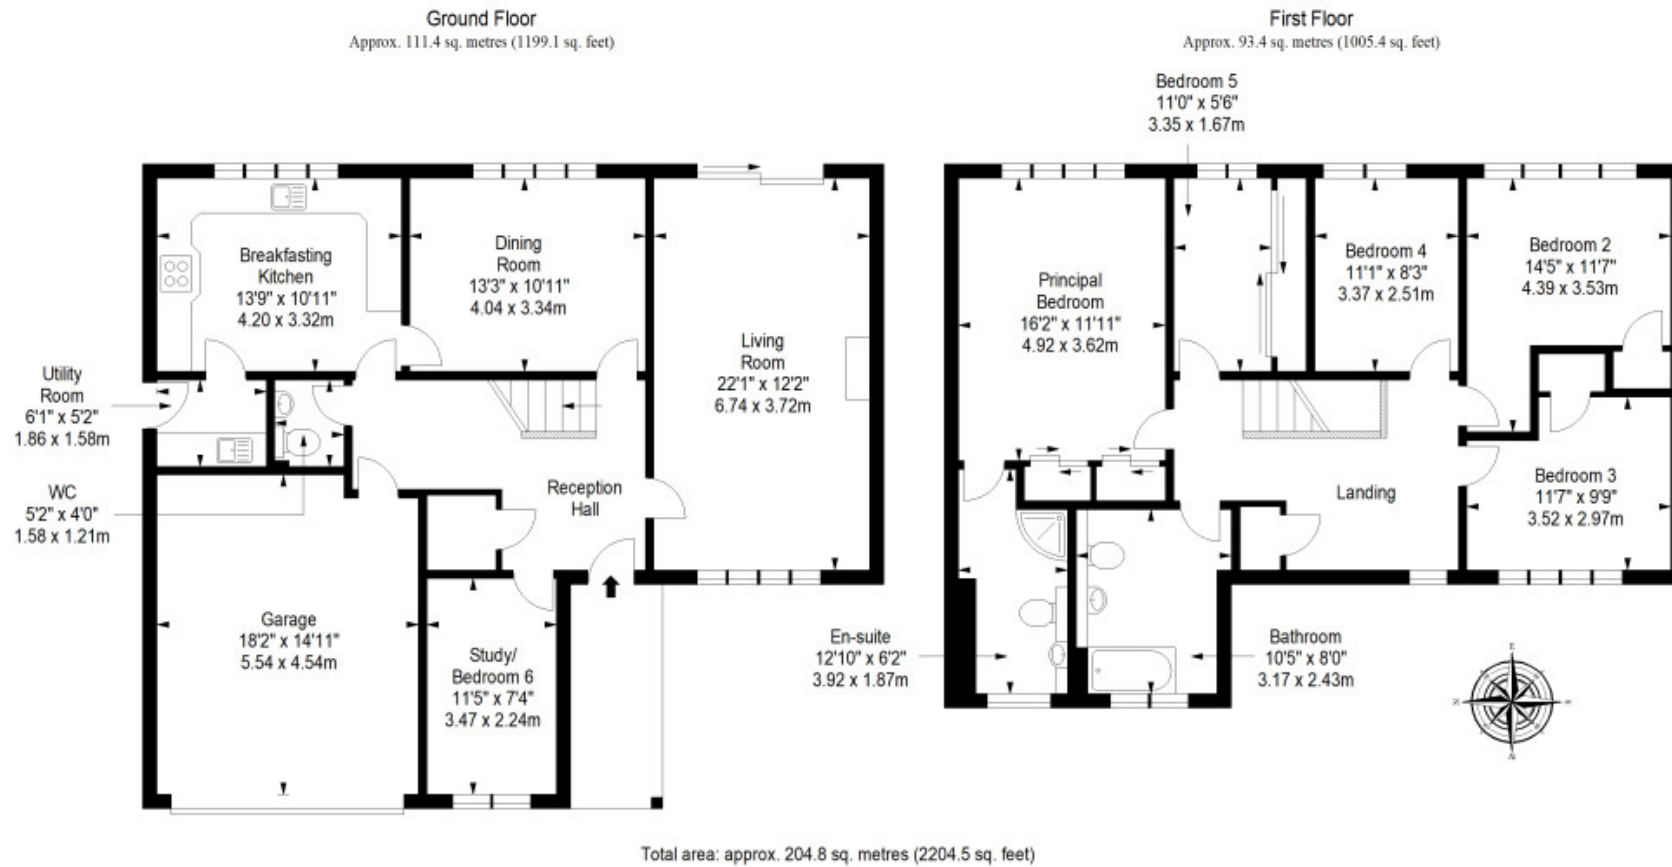 Ground Floor
Approx. 111.4 sq. metres (1199.1 sq. feet)
Breakfasting
Kitchen
13'9" x 10'11"
4.20 x 3.32m
Dining
Room
13'3" x 10'11"
4.04 x 3.34m
Living
Room
22'1" x 12'2"
6.74 x 3.72m
Utility
Room
6'1" x 5'2"
1.86 x 1.58m
WC
5'2" x 4'0"
1.58 x 1.21m
Reception
Hall
Garage
18'2" x 14'11"
5.54 x 4.54m
Study/
Bedroom 6
11'5" x 7'4"
3.47 x 2.24m
First Floor
Approx. 93.4 sq. metres (1005.4 sq. feet)
Bedroom 5
11'0" x 5'6"
3.35 x 1.67m
Principal
Bedroom
16'2" x 11'11"
4.92 x 3.62m
Bedroom 4
11'1" x 8'3"
3.37 x 2.51m
Bedroom 2
14'5" x 11'7"
4.39 x 3.53m
Bedroom 3
11'7" x 9'9"
3.52 x 2.97m
Landing
En-suite
12'10" x 6'2"
3.92 x 1.87m
Bathroom
10'5" x 8'0"
3.17 x 2.43m
E
N
S
W
Total area: approx. 204.8 sq. metres (2204.5 sq. feet)